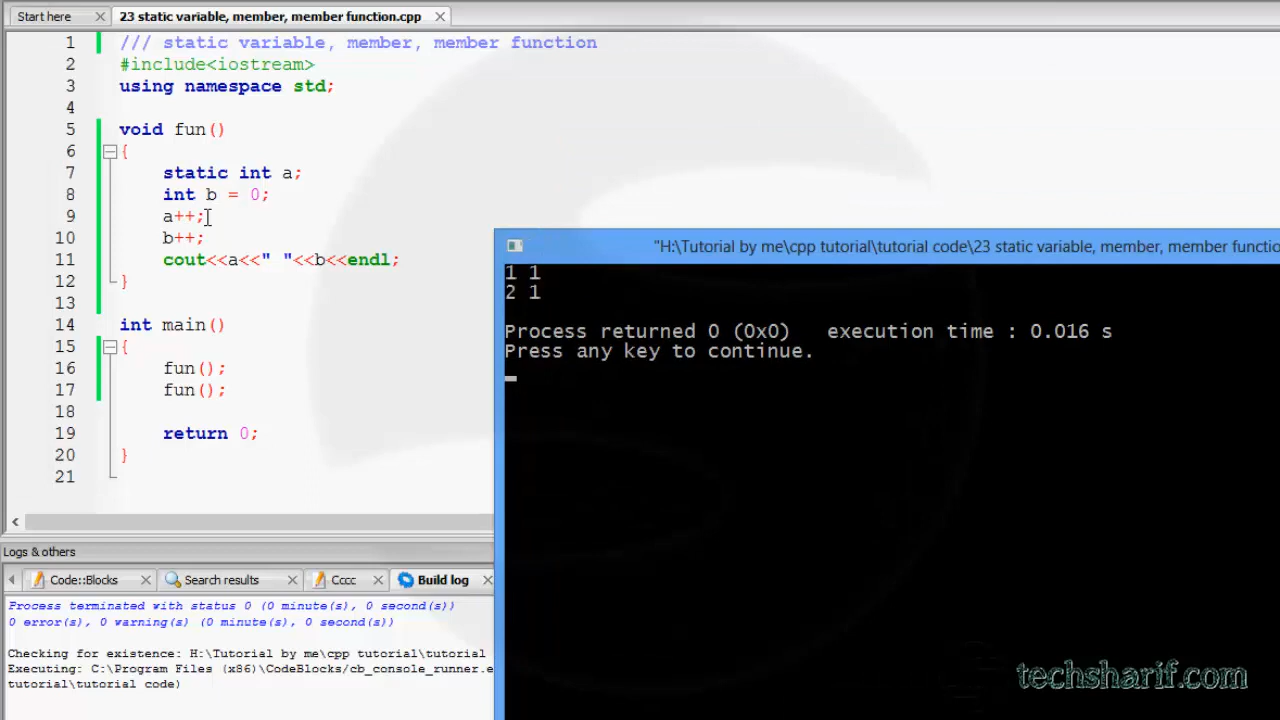 Start here
23 static variable, member, member function.cpp
1 /// static variable, member, member function
2 #include<iostream>
3 using namespace std;
4
5 void fun()
6 {
7 static int a;
8 int b = 0;
9 a++;
10 b++;
11 cout<<a<<" "<<b<<endl;
12 }
13
14 int main()
15 {
16 fun();
17 fun();
18
19 return 0;
20 }
21
"H:\Tutorial by me\cpp tutorial\tutorial code\23 static variable, member, member functio
1 1
2 1
Process returned 0 (0x0) execution time : 0.016 s
Press any key to continue.
Logs & others
Code::Blocks
Search results
Cccc
Build log
Process terminated with status 0 (0 minute(s), 0 second(s))
0 error(s), 0 warning(s) (0 minute(s), 0 second(s))
Checking for existence: H:\Tutorial by me\cpp tutorial\tutorial
Executing: C:\Program Files (x86)\CodeBlocks/cb_console_runner.e
tutorial\tutorial code)
techsharif.com